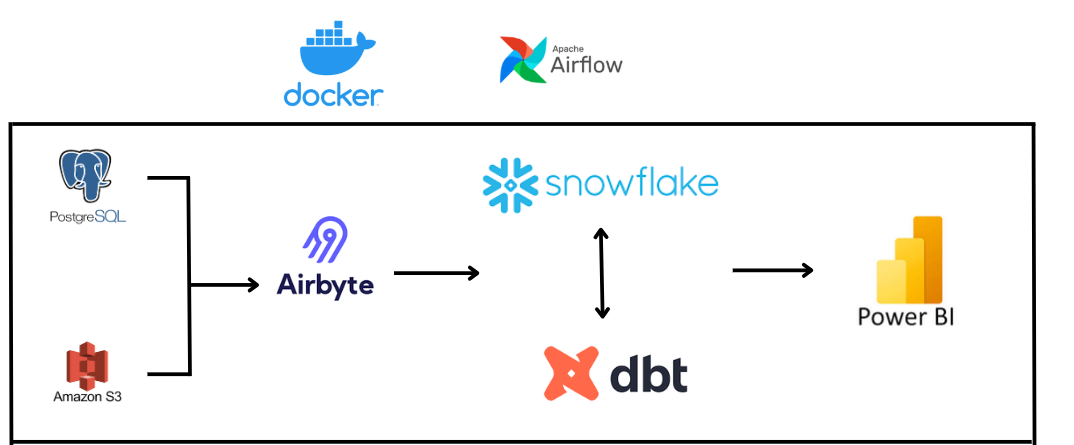 docker
Apache
Airflow
PostgreSQL
snowflake
Airbyte
Power BI
dbt
Amazon S3